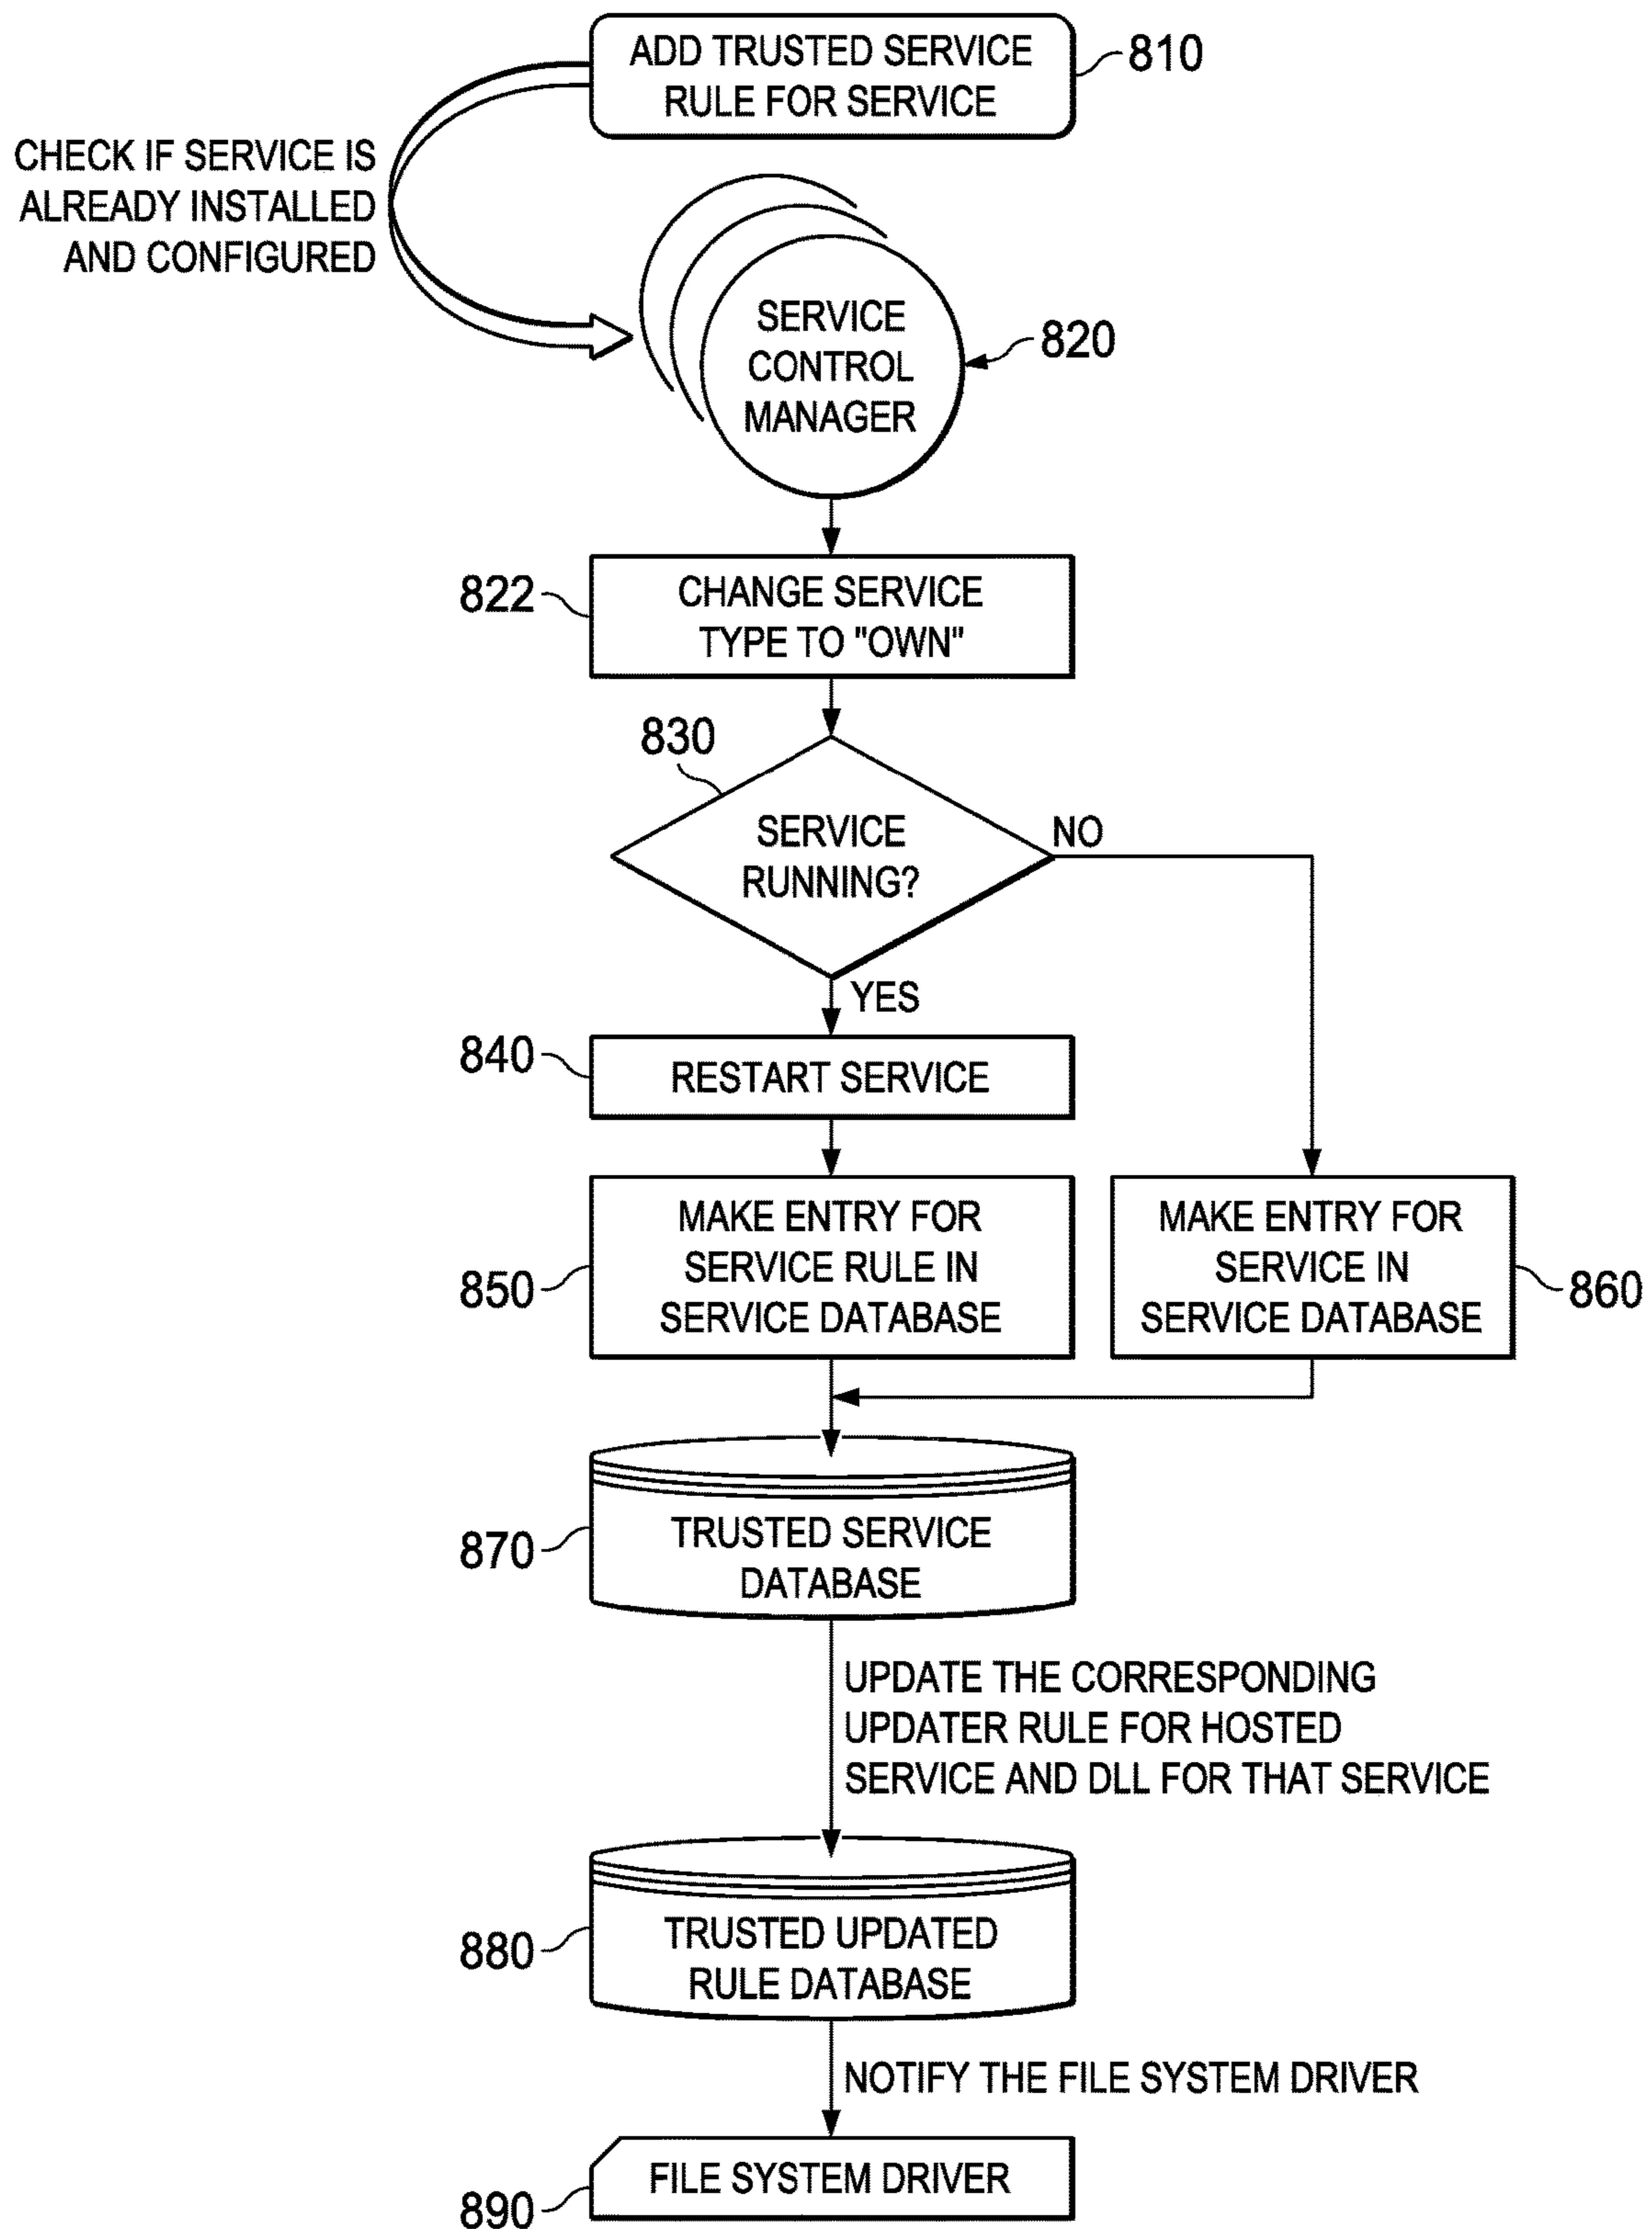 ADD TRUSTED SERVICE
RULE FOR SERVICE
810
CHECK IF SERVICE IS
ALREADY INSTALLED
AND CONFIGURED
SERVICE
CONTROL
MANAGER
820
822
CHANGE SERVICE
TYPE TO "OWN"
830
SERVICE
RUNNING?
NO
YES
840
RESTART SERVICE
850
MAKE ENTRY FOR
SERVICE RULE IN
SERVICE DATABASE
MAKE ENTRY FOR
SERVICE IN
SERVICE DATABASE
860
870
TRUSTED SERVICE
DATABASE
UPDATE THE CORRESPONDING
UPDATER RULE FOR HOSTED
SERVICE AND DLL FOR THAT SERVICE
880
TRUSTED UPDATED
RULE DATABASE
NOTIFY THE FILE SYSTEM DRIVER
890
FILE SYSTEM DRIVER